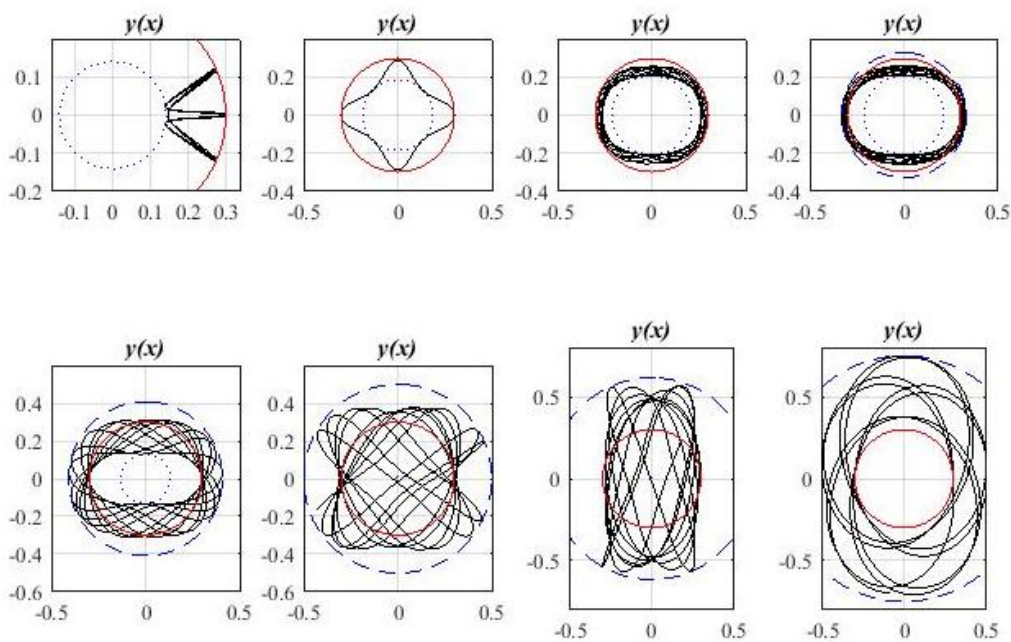 y(x) y(x) y(x) y(x)
0.1 0.2 0.2 0.2
0 0 0 0
-0.1 -0.2 -0.2 -0.2
-0.2 -0.4 -0.4 -0.4
-0.1 0 0.1 0.2 0.3 0 0.5 -0.5 0 0.5 -0.5 0 0.5
y(x) y(x)
y(x) y(x)
0.4 0.4 0.5 0.5
0.2 0.2
0 0 0 0
-0.2 -0.2
-0.4 -0.4 -0.5 -0.5
-0.6 -0.6
0 0.5 -0.5 0 0.5 -0.5 0 0.5 -0.5 0 0.5